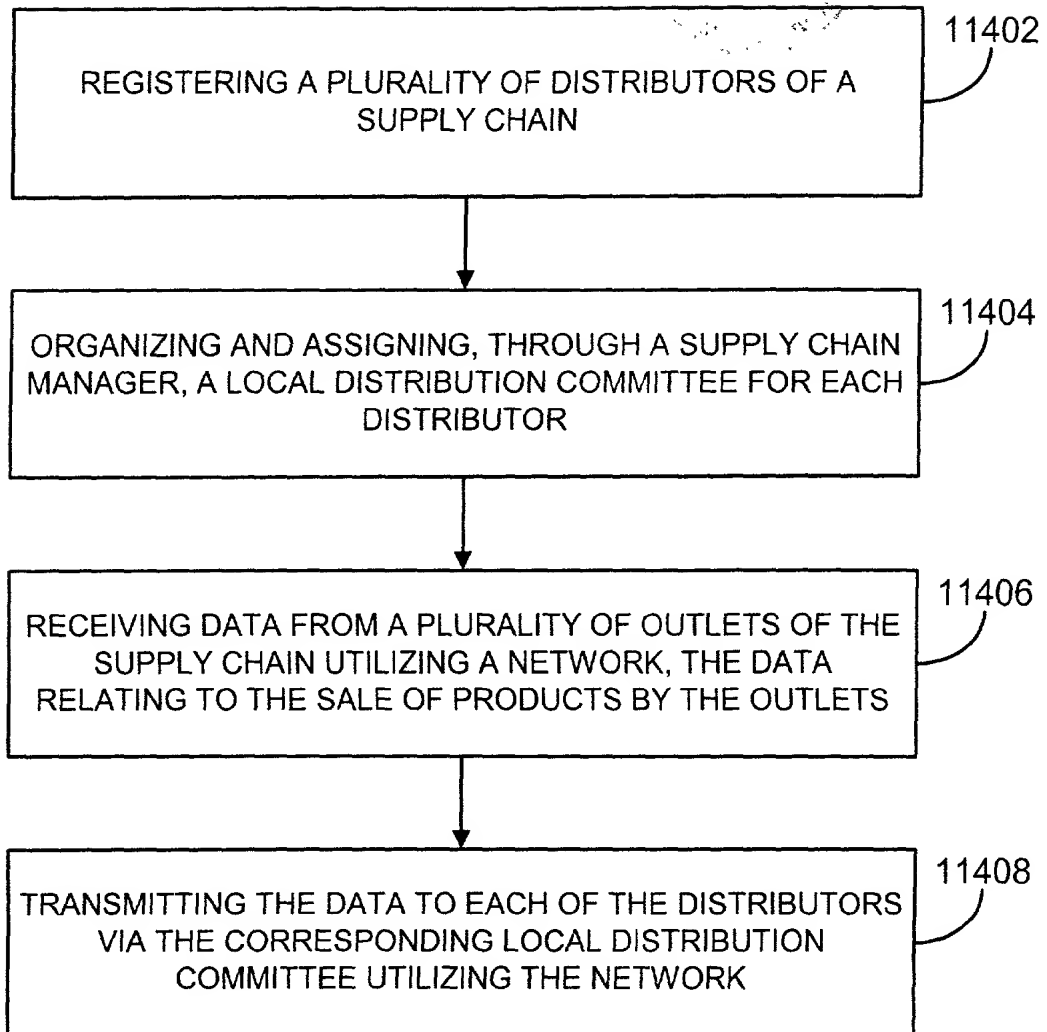 11402
REGISTERING A PLURALITY OF DISTRIBUTORS OF A
SUPPLY CHAIN
11404
ORGANIZING AND ASSIGNING, THROUGH A SUPPLY CHAIN
MANAGER, A LOCAL DISTRIBUTION COMMITTEE FOR EACH
DISTRIBUTOR
11406
RECEIVING DATA FROM A PLURALITY OF OUTLETS OF THE
SUPPLY CHAIN UTILIZING A NETWORK, THE DATA
RELATING TO THE SALE OF PRODUCTS BY THE OUTLETS
11408
TRANSMITTING THE DATA TO EACH OF THE DISTRIBUTORS
VIA THE CORRESPONDING LOCAL DISTRIBUTION
COMMITTEE UTILIZING THE NETWORK